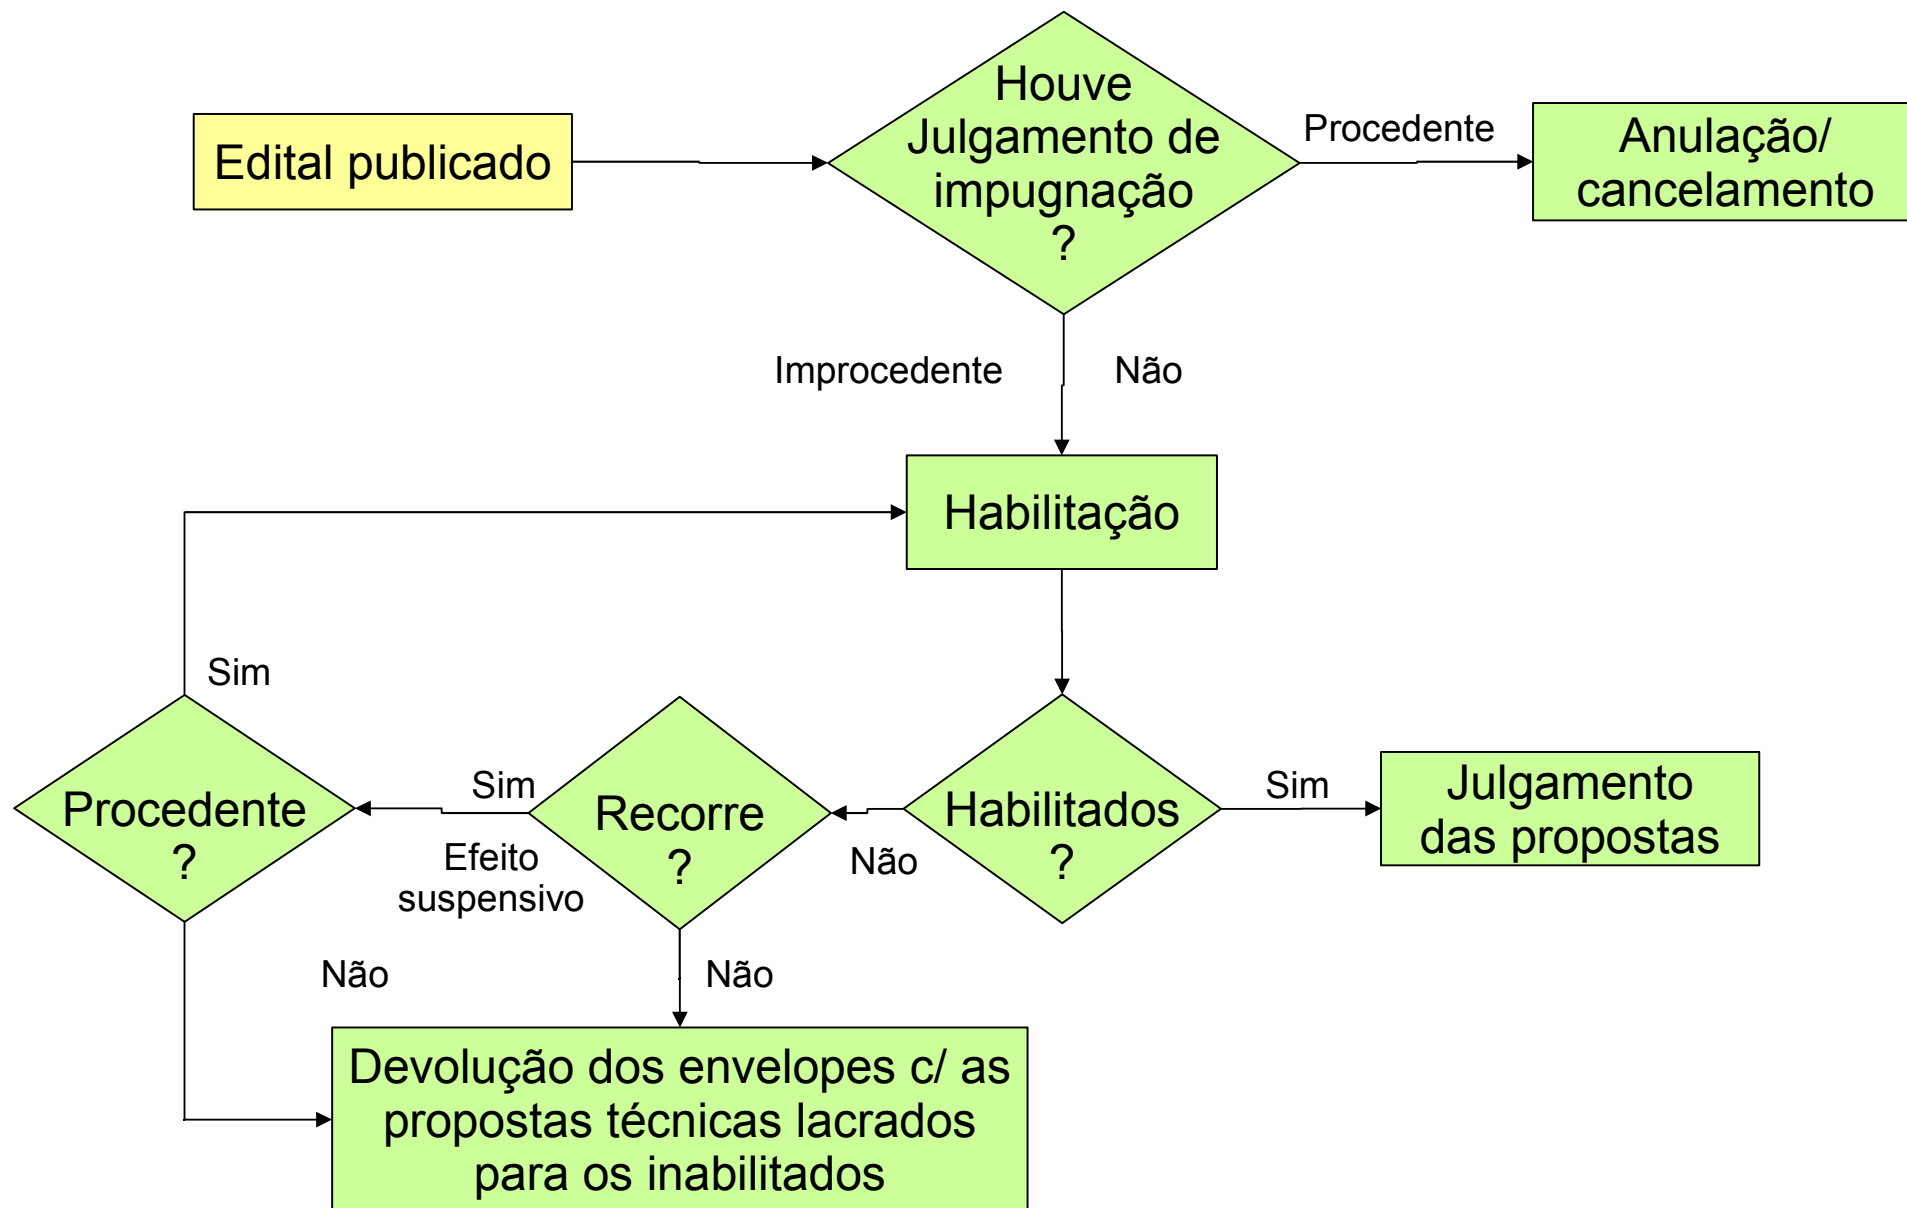 Edital publicado
Houve
Julgamento de
impugnação
?
Procedente
Anulação/
cancelamento
Improcedente
Não
Habilitação
Sim
Procedente
?
Sim
Efeito
suspensivo
Recorre
?
Não
Habilitados
?
Sim
Julgamento
das propostas
Não
Não
Devolução dos envelopes c/ as
propostas técnicas lacrados
para os inabilitados